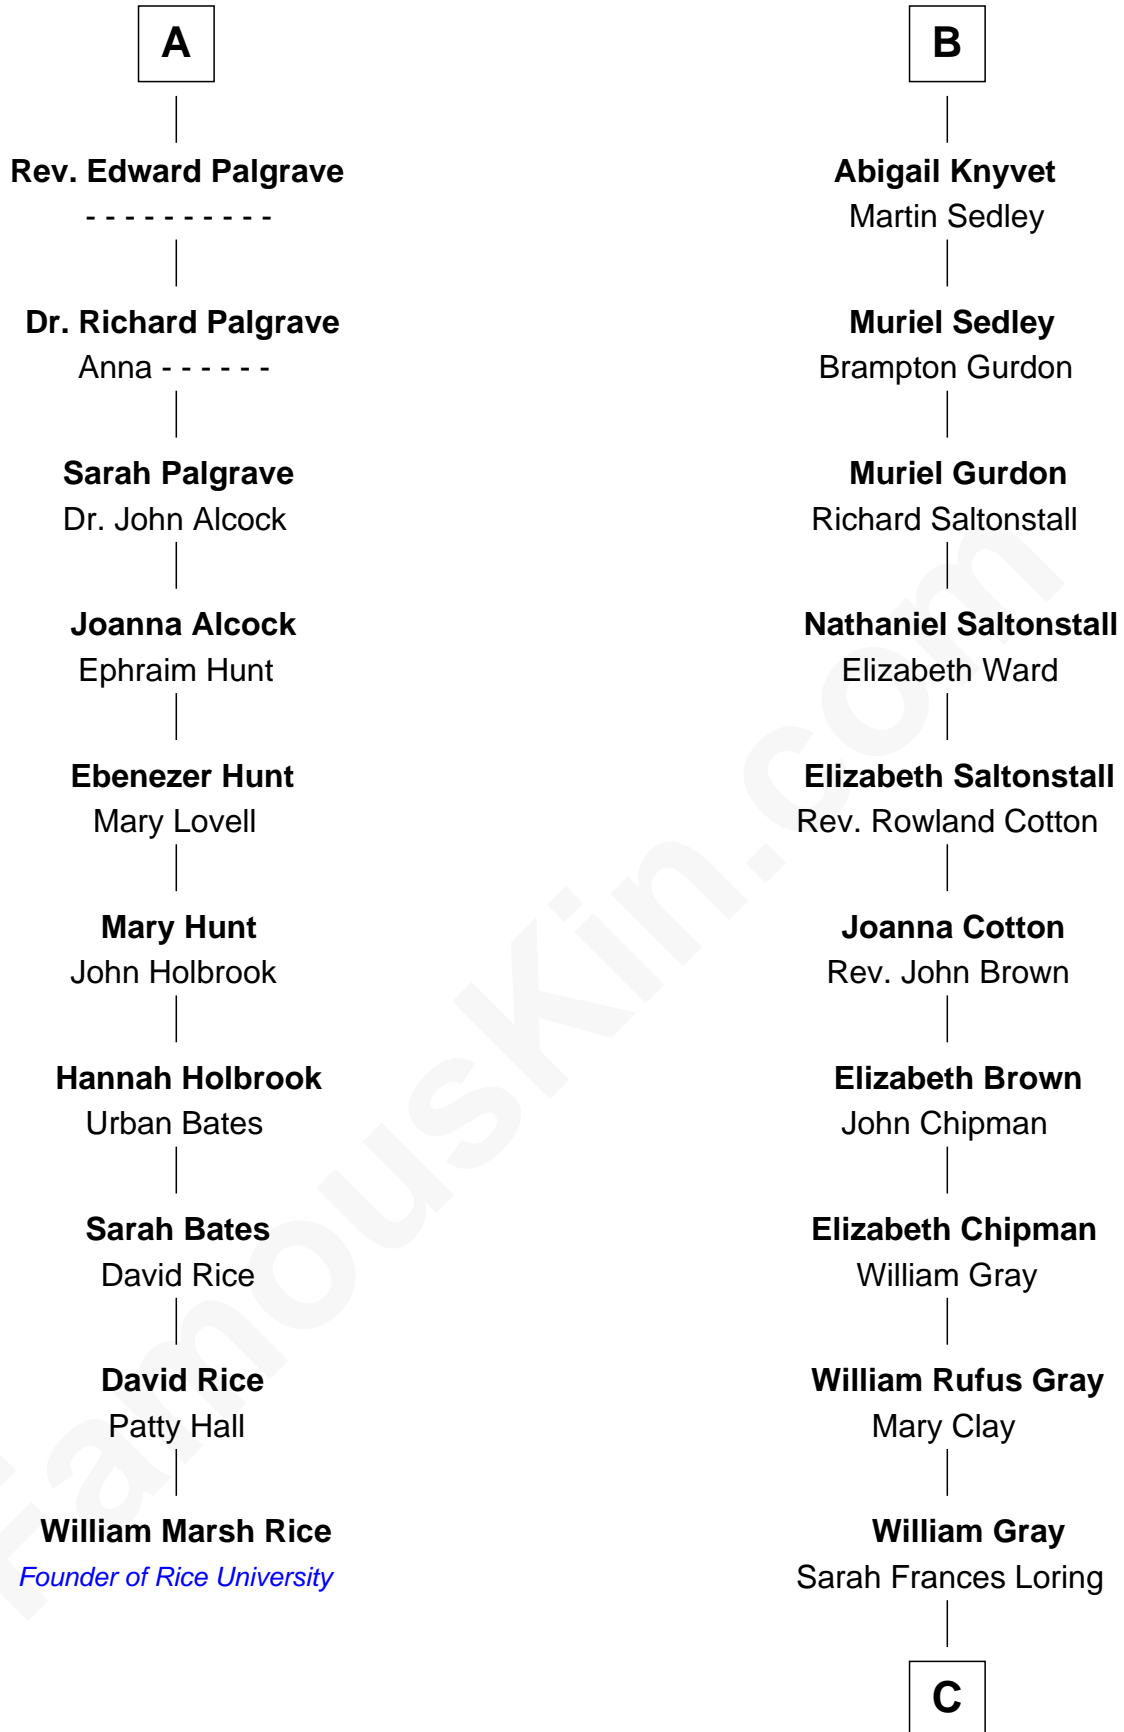 A
Rev. Edward Palgrave
- - - - - - - - - -
Dr. Richard Palgrave
Anna - - - - - -
Sarah Palgrave
Dr. John Alcock
Joanna Alcock
Ephraim Hunt
Ebenezer Hunt
Mary Lovell
Mary Hunt
John Holbrook
Hannah Holbrook
Urban Bates
Sarah Bates
David Rice
David Rice
Patty Hall
William Marsh Rice
Founder of Rice University
B
Abigail Knyvet
Martin Sedley
Muriel Sedley
Brampton Gurdon
Muriel Gurdon
Richard Saltonstall
Nathaniel Saltonstall
Elizabeth Ward
Elizabeth Saltonstall
Rev. Rowland Cotton
Joanna Cotton
Rev. John Brown
Elizabeth Brown
John Chipman
Elizabeth Chipman
William Gray
William Rufus Gray
Mary Clay
William Gray
Sarah Frances Loring
C
FamousKin.com